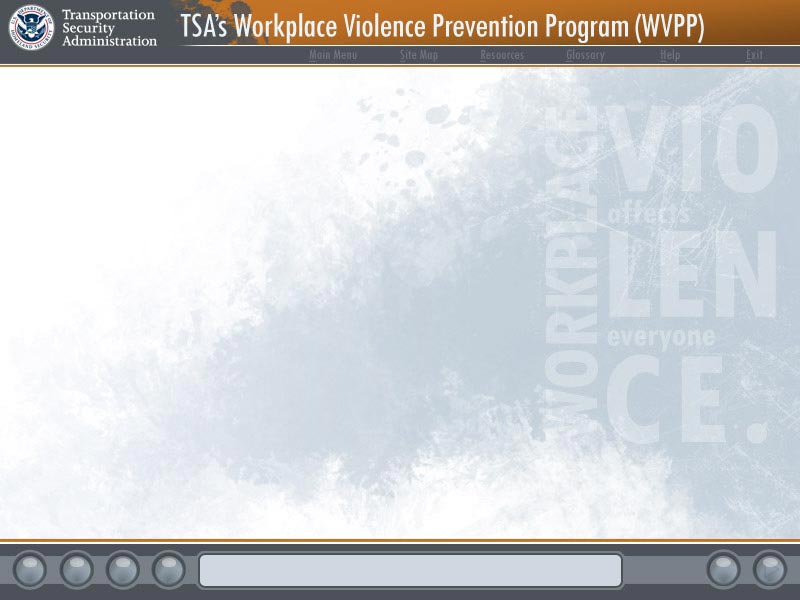 Transportation
Security
Administration
TSA's Workplace Violence Prevention Program (WVPP)
Main Menu Site Map Resources Glossary Help Exit
WORKPLACE
VIO
affects
LEN
everyone
CE.